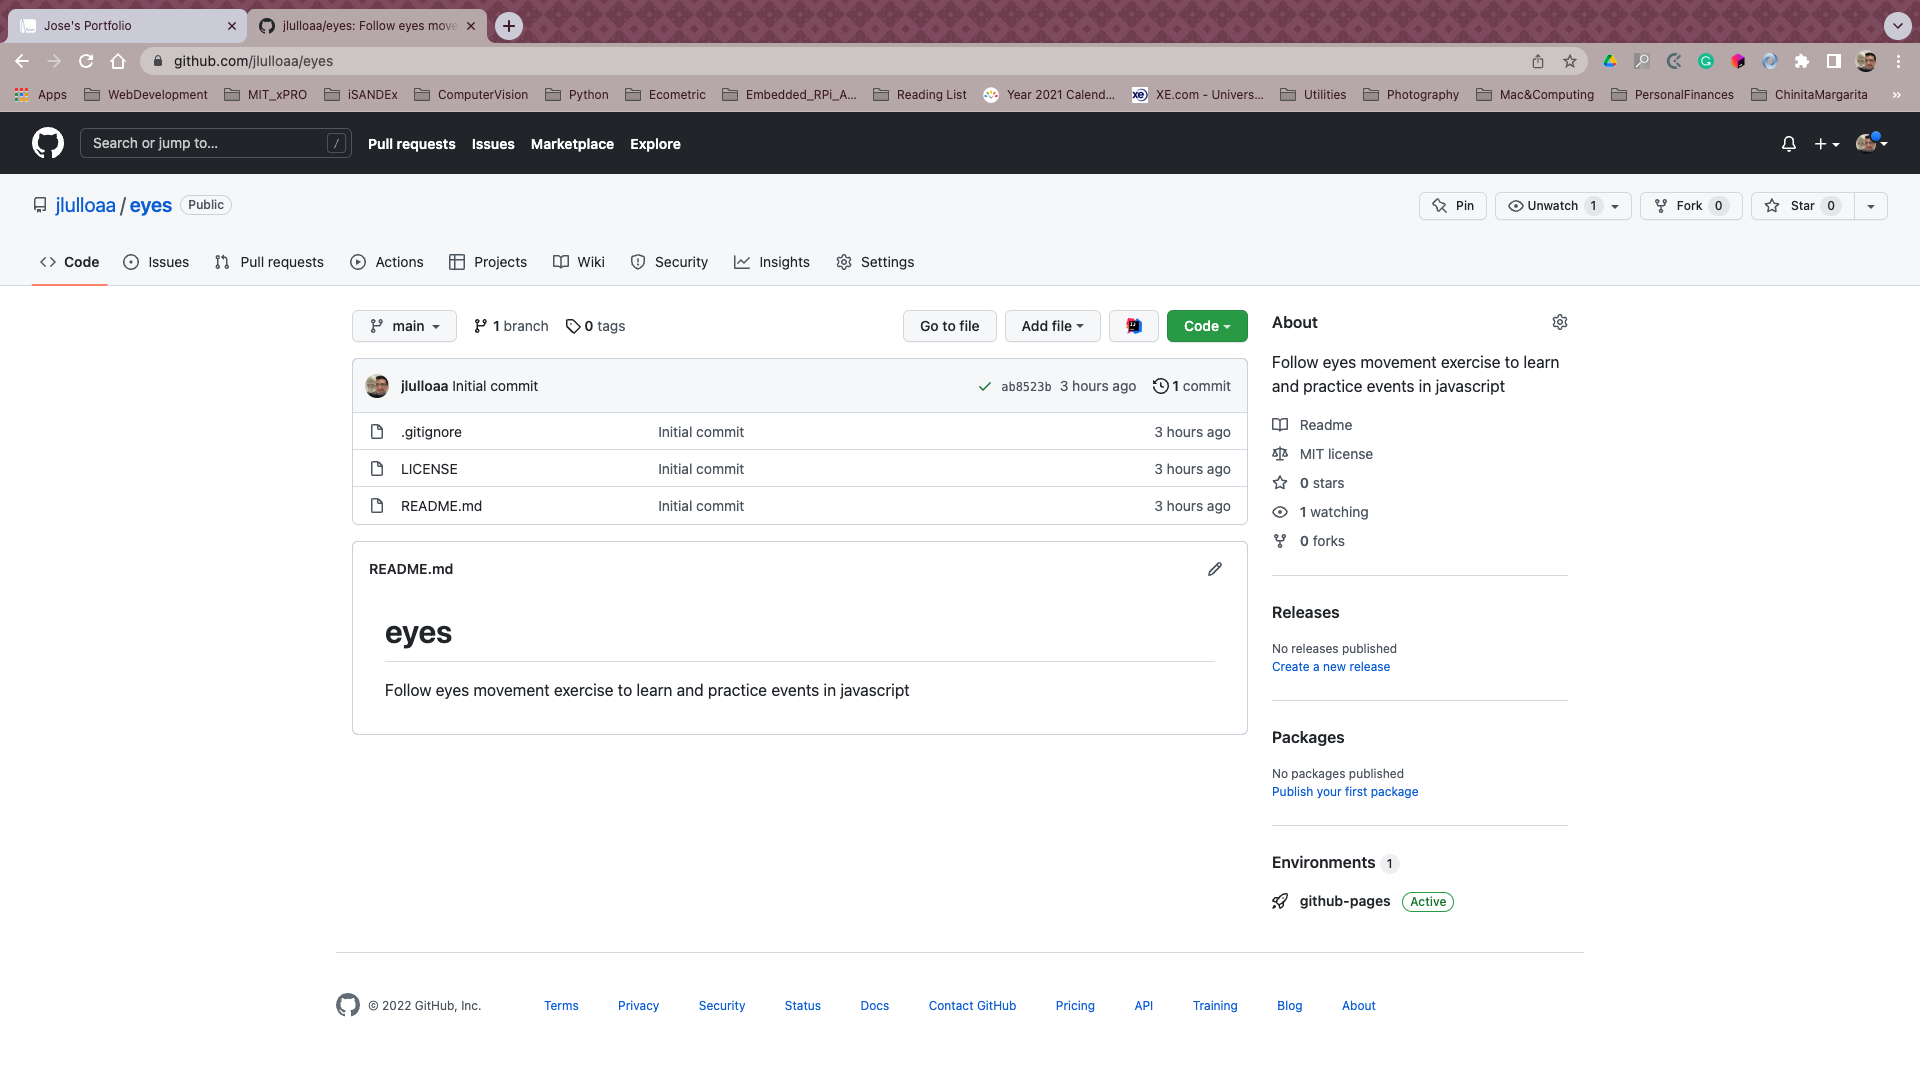 Jose's Portfolio
jlulloaa/eyes: Follow eyes move
github.com/jlulloaa/eyes
Apps WebDevelopment MIT_xPRO iSANDEx ComputerVision Python Ecometric Embedded_RPi_A... Reading List Year 2021 Calend... XE.com - Univers... Utilities Photography Mac&Computing PersonalFinances ChinitaMargarita »
Search or jump to... / Pull requests Issues Marketplace Explore
jlulloaa / eyes Public
Pin Unwatch 1 Fork 0 Star 0
Code Issues Pull requests Actions Projects Wiki Security Insights Settings
main 1 branch 0 tags Go to file Add file Code
jlulloaa Initial commit ab8523b 3 hours ago 1 commit
.gitignore Initial commit 3 hours ago
LICENSE Initial commit 3 hours ago
README.md Initial commit 3 hours ago
README.md
eyes
Follow eyes movement exercise to learn and practice events in javascript
About
Follow eyes movement exercise to learn
and practice events in javascript
Readme
MIT license
0 stars
1 watching
0 forks
Releases
No releases published
Create a new release
Packages
No packages published
Publish your first package
Environments 1
github-pages Active
© 2022 GitHub, Inc. Terms Privacy Security Status Docs Contact GitHub Pricing API Training Blog About